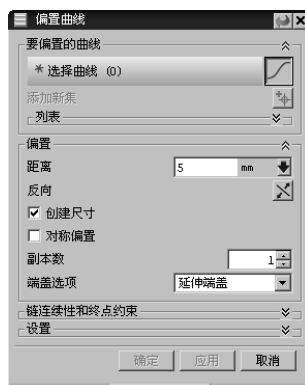 偏置曲线
要偏置的曲线
* 选择曲线 (0)
添加新集
列表
偏置
距离 5 mm
反向
创建尺寸
对称偏置
副本数 1
端盖选项 延伸端盖
链连续性和终点约束
设置
确定 应用 取消